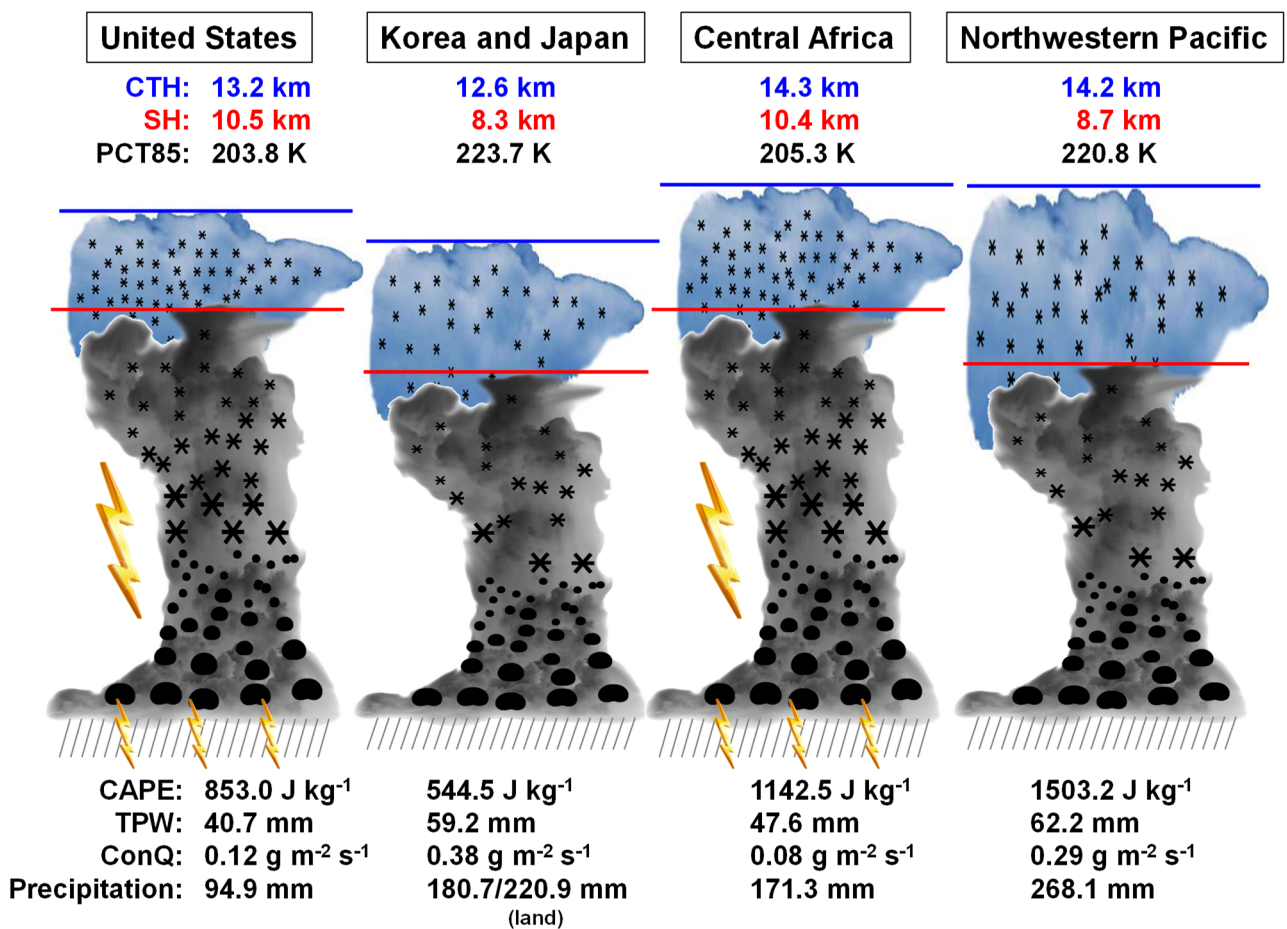 United States Korea and Japan Central Africa Northwestern Pacific
CTH: 13.2 km 12.6 km 14.3 km 14.2 km
SH: 10.5 km 8.3 km 10.4 km 8.7 km
PCT85: 203.8 K 223.7 K 205.3 K 220.8 K
CAPE: 853.0 J kg⁻¹ 544.5 J kg⁻¹ 1142.5 J kg⁻¹ 1503.2 J kg⁻¹
TPW: 40.7 mm 59.2 mm 47.6 mm 62.2 mm
ConQ: 0.12 g m⁻² s⁻¹ 0.38 g m⁻² s⁻¹ 0.08 g m⁻² s⁻¹ 0.29 g m⁻² s⁻¹
Precipitation: 94.9 mm 180.7/220.9 mm 171.3 mm 268.1 mm
(land)